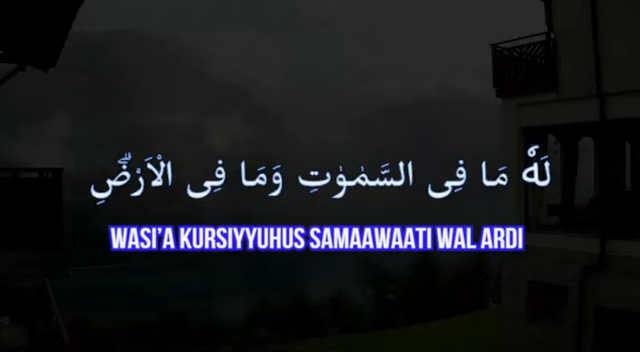 لَهٗ مَا فِى السَّمٰوٰتِ وَمَا فِى الْاَرْضِۗ
WASI'A KURSIYYUHUS SAMAAWAATI WAL ARDI